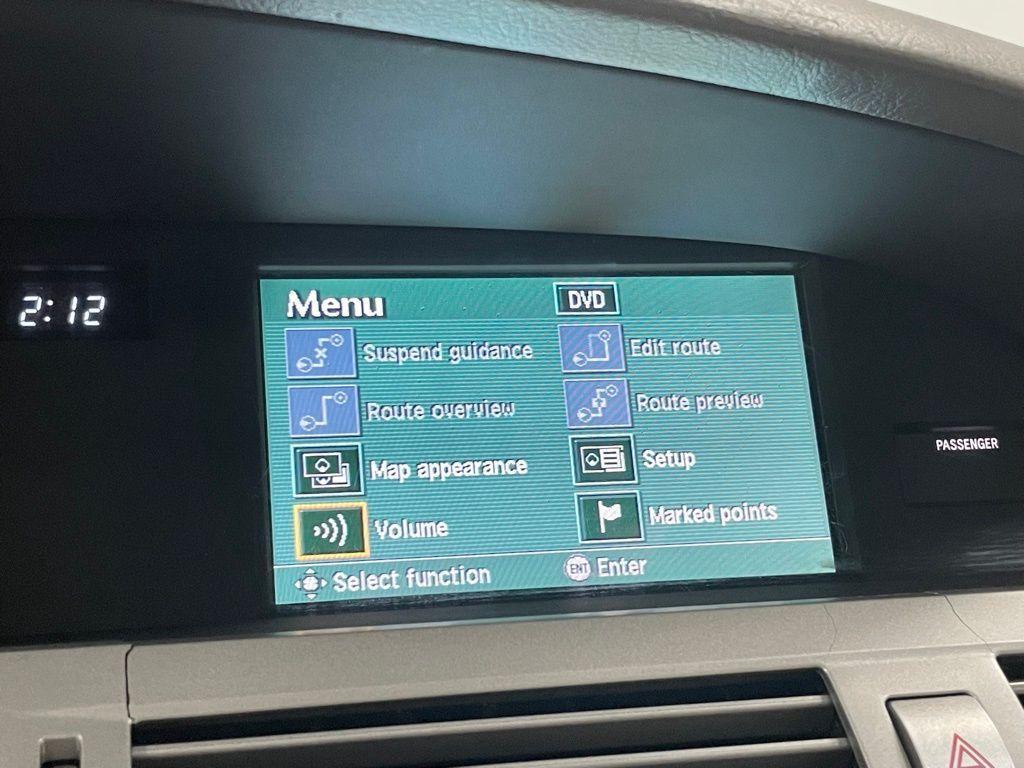 2:12
Menu
DVD
Suspend guidance
Edit route
Route overview
Route preview
Map appearance
Setup
Volume
Marked points
Select function
ENT Enter
PASSENGER